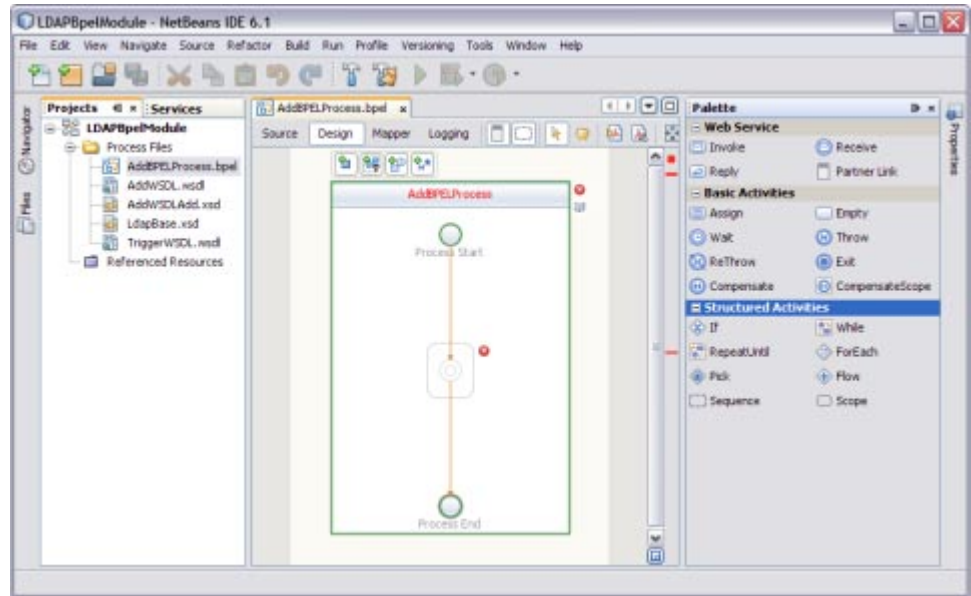 LDAPBpelModule - NetBeans IDE 6.1
File Edit View Navigate Source Refactor Build Run Profile Versioning Tools Window Help
Projects Services
AddBPELProcess.bpel
Palette
Navigator
Files
Properties
LDAPBpelModule
Process Files
AddBPELProcess.bpel
AddWSDL.wsdl
AddWSDLAdd.xsd
LdapBase.xsd
TriggerWSDL.wsdl
Referenced Resources
Source Design Mapper Logging
AddBPELProcess
Process Start
Process End
Web Service
Invoke Receive
Reply Partner Link
Basic Activities
Assign Empty
Wait Throw
ReThrow Exit
Compensate CompensateScope
Structured Activities
If While
RepeatUntil ForEach
Pick Flow
Sequence Scope